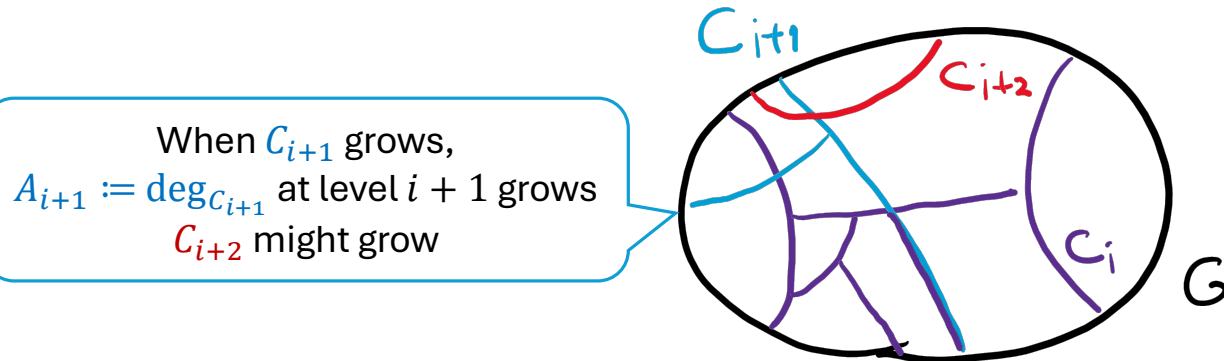 When C_{i+1} grows,
A_{i+1} ≔ deg_{C_{i+1}} at level i + 1 grows
C_{i+2} might grow
C_{i+1}
C_{i+2}
C_i
G